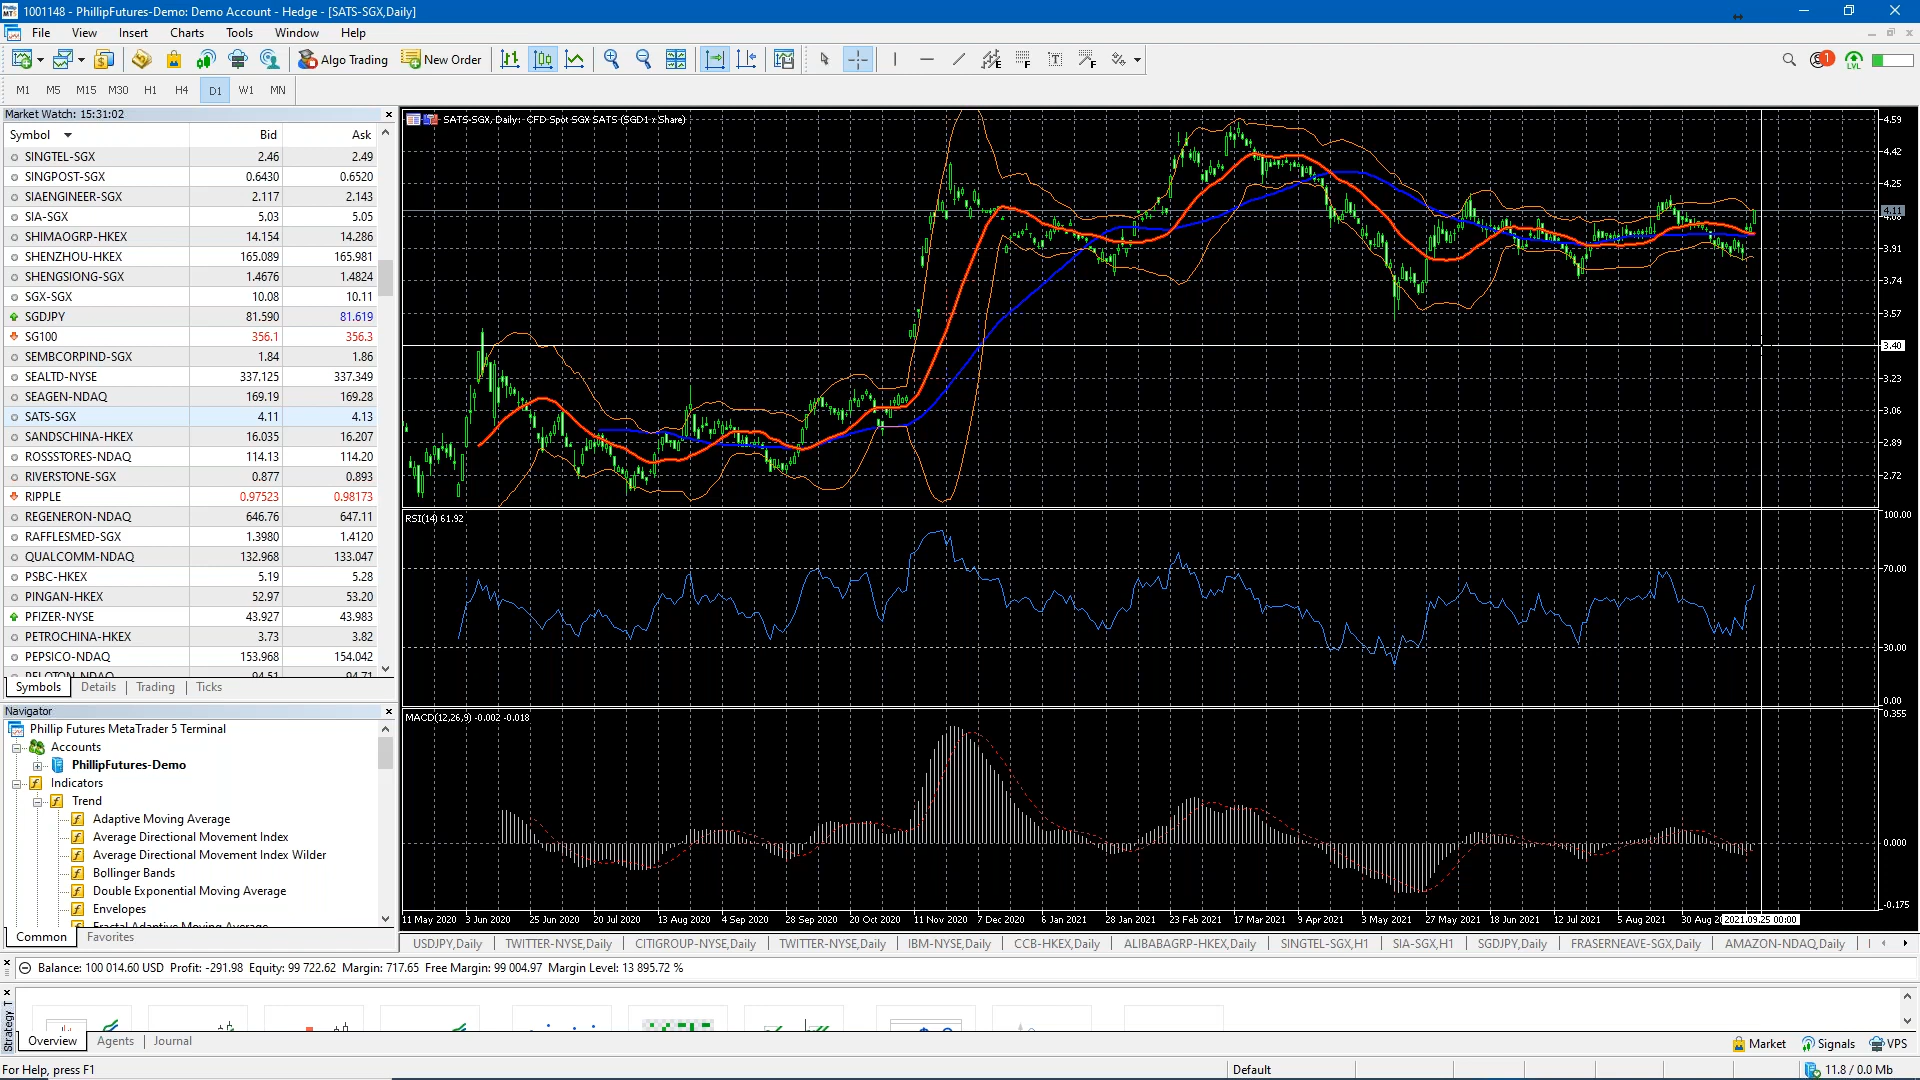 1001148 - PhillipFutures-Demo: Demo Account - Hedge - [SATS-SGX,Daily]
File View Insert Charts Tools Window Help
Algo Trading New Order
1
LVL
M1 M5 M15 M30 H1 H4 D1 W1 MN
Market Watch: 15:31:02
Symbol Bid Ask
SINGTEL-SGX 2.46 2.49
SINGPOST-SGX 0.6430 0.6520
SIAENGINEER-SGX 2.117 2.143
SIA-SGX 5.03 5.05
SHIMAOGRP-HKEX 14.154 14.286
SHENZHOU-HKEX 165.089 165.981
SHENGSIONG-SGX 1.4676 1.4824
SGX-SGX 10.08 10.11
SGDJPY 81.590 81.619
SG100 356.1 356.3
SEMBCORPIND-SGX 1.84 1.86
SEALTD-NYSE 337.125 337.349
SEAGEN-NDAQ 169.19 169.28
SATS-SGX 4.11 4.13
SANDSCHINA-HKEX 16.035 16.207
ROSSSTORES-NDAQ 114.13 114.20
RIVERSTONE-SGX 0.877 0.893
RIPPLE 0.97523 0.98173
REGENERON-NDAQ 646.76 647.11
RAFFLESMED-SGX 1.3980 1.4120
QUALCOMM-NDAQ 132.968 133.047
PSBC-HKEX 5.19 5.28
PINGAN-HKEX 52.97 53.20
PFIZER-NYSE 43.927 43.983
PETROCHINA-HKEX 3.73 3.82
PEPSICO-NDAQ 153.968 154.042
PELOTON-NDAQ 94.51 94.71
Symbols Details Trading Ticks
Navigator
Phillip Futures MetaTrader 5 Terminal
Accounts
PhillipFutures-Demo
Indicators
Trend
Adaptive Moving Average
Average Directional Movement Index
Average Directional Movement Index Wilder
Bollinger Bands
Double Exponential Moving Average
Envelopes
Fractal Adaptive Moving Average
Common Favorites
SATS-SGX, Daily: CFD Spot SGX SATS (SGD1 x Share)
4.59
4.42
4.25
4.11
4.08
3.91
3.74
3.57
3.40
3.23
3.06
2.89
2.72
RSI(14) 61.92
100.00
70.00
30.00
0.00
MACD(12,26,9) -0.002 -0.018
0.355
0.000
-0.175
11 May 2020 3 Jun 2020 25 Jun 2020 20 Jul 2020 13 Aug 2020 4 Sep 2020 28 Sep 2020 20 Oct 2020 11 Nov 2020 7 Dec 2020 6 Jan 2021 28 Jan 2021 23 Feb 2021 17 Mar 2021 9 Apr 2021 3 May 2021 27 May 2021 18 Jun 2021 12 Jul 2021 5 Aug 2021 30 Aug 2021.09.25 00:00
USDJPY,Daily TWITTER-NYSE,Daily CITIGROUP-NYSE,Daily TWITTER-NYSE,Daily IBM-NYSE,Daily CCB-HKEX,Daily ALIBABAGRP-HKEX,Daily SINGTEL-SGX,H1 SIA-SGX,H1 SGDJPY,Daily FRASERNEAVE-SGX,Daily AMAZON-NDAQ,Daily
Balance: 100 014.60 USD Profit: -291.98 Equity: 99 722.62 Margin: 717.65 Free Margin: 99 004.97 Margin Level: 13 895.72 %
Strategy T
Overview Agents Journal
Market Signals VPS
For Help, press F1 Default 11.8 / 0.0 Mb